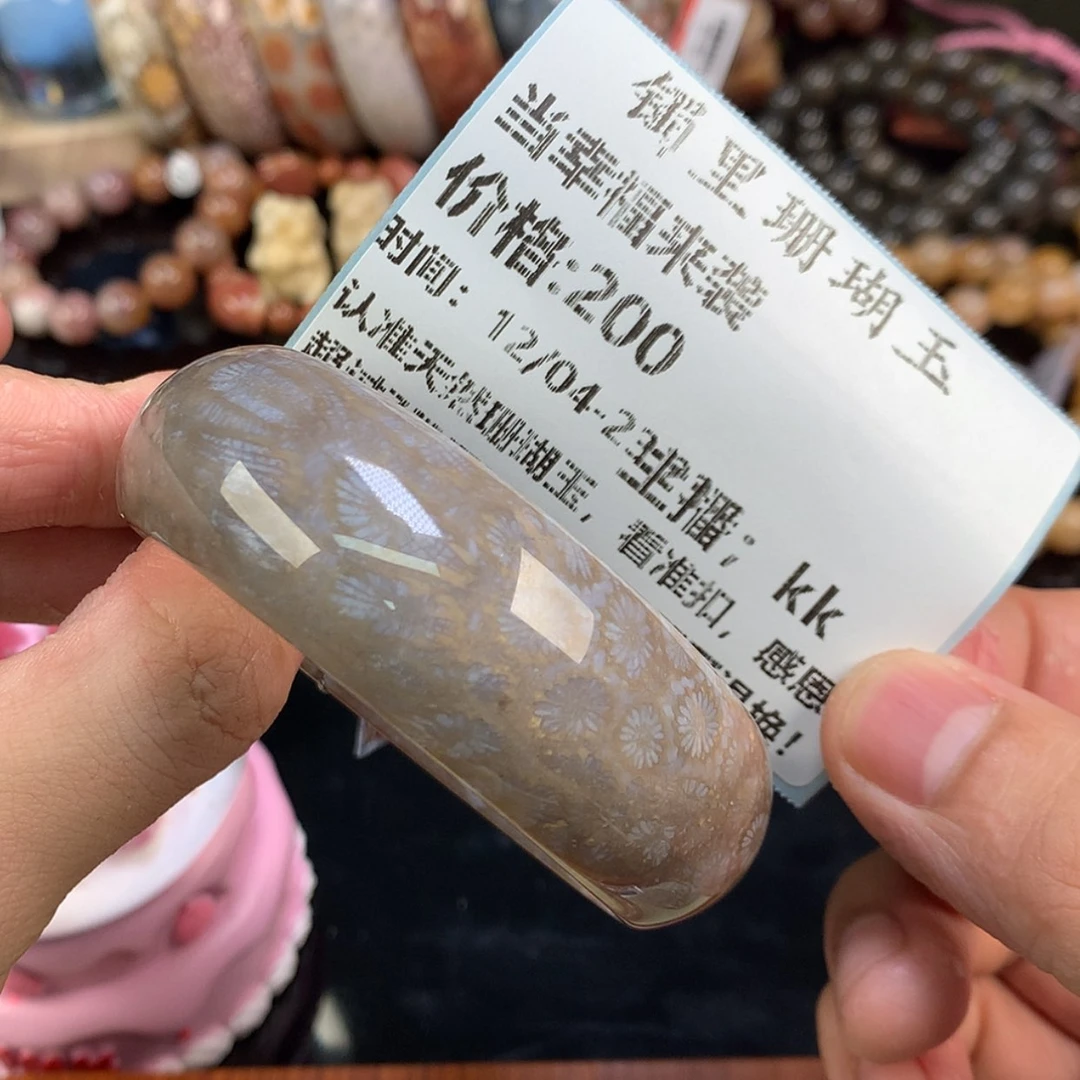 里珊瑚玉
当幸福来袭
价格:200
时间: 12/04-23主播; kk
认准天然珊瑚玉, 看准扣, 感恩